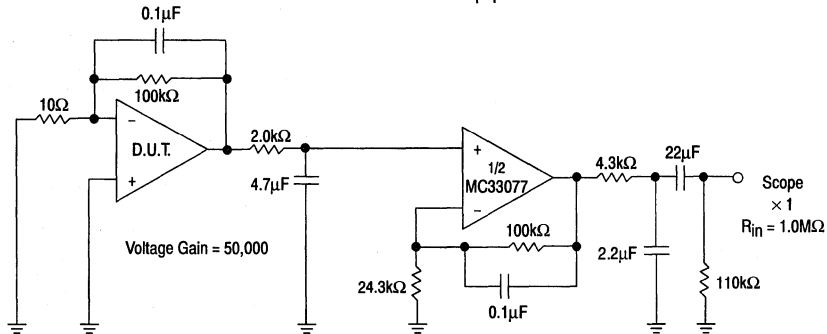 0.1µF
100kΩ
10Ω
−
D.U.T.
+
2.0kΩ
4.7µF
Voltage Gain = 50,000
+
1/2
MC33077
−
100kΩ
24.3kΩ
0.1µF
4.3kΩ
22µF
2.2µF
110kΩ
Scope
× 1
Rin = 1.0MΩ